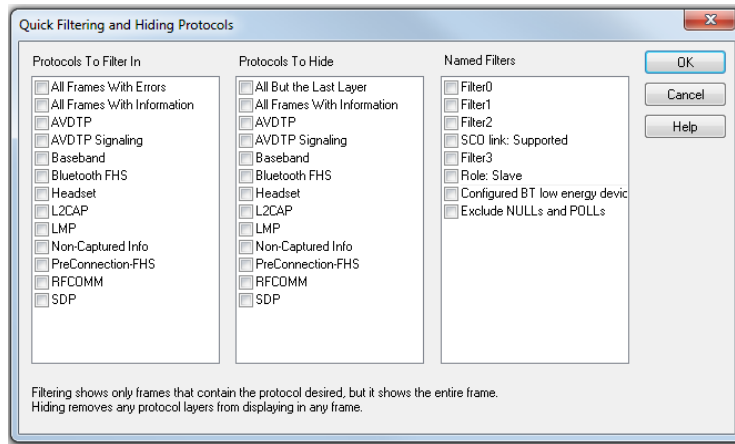 Quick Filtering and Hiding Protocols
Protocols To Filter In
All Frames With Errors
All Frames With Information
AVDTP
AVDTP Signaling
Baseband
Bluetooth FHS
Headset
L2CAP
LMP
Non-Captured Info
PreConnection-FHS
RFCOMM
SDP
Protocols To Hide
All But the Last Layer
All Frames With Information
AVDTP
AVDTP Signaling
Baseband
Bluetooth FHS
Headset
L2CAP
LMP
Non-Captured Info
PreConnection-FHS
RFCOMM
SDP
Named Filters
Filter0
Filter1
Filter2
SCO link: Supported
Filter3
Role: Slave
Configured BT low energy devic
Exclude NULLs and POLLs
OK
Cancel
Help
Filtering shows only frames that contain the protocol desired, but it shows the entire frame.
Hiding removes any protocol layers from displaying in any frame.